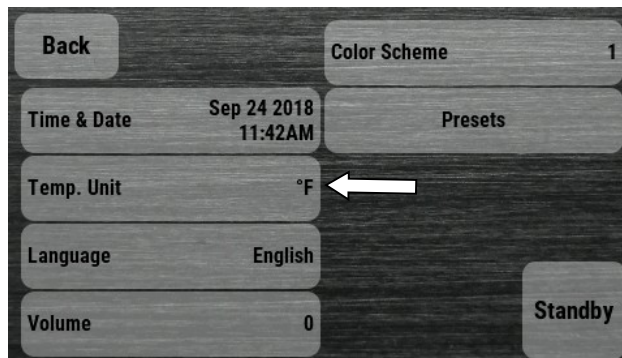 Back
Color Scheme 1
Time & Date Sep 24 2018
11:42AM
Presets
Temp. Unit °F
Language English
Volume 0
Standby